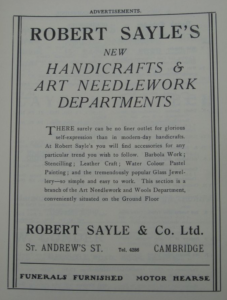 ADVERTISEMENTS.
ROBERT SAYLE'S
NEW
HANDICRAFTS &
ART NEEDLEWORK
DEPARTMENTS
THERE surely can be no finer outlet for glorious
self-expression than in modern-day handicrafts.
At Robert Sayle's you will find accessories for any
particular trend you wish to follow. Barbola Work;
Stencilling; Leather Craft; Water Colour Pastel
Painting; and the tremendously popular Glass Jewel-
lery—so simple and easy to work. This section is a
branch of the Art Needlework and Wools Department,
conveniently situated on the Ground Floor
ROBERT SAYLE & Co. Ltd.
ST. ANDREW'S ST. Tel. CAMBRIDGE
FUNERALS FURNISHED MOTOR HEARSE